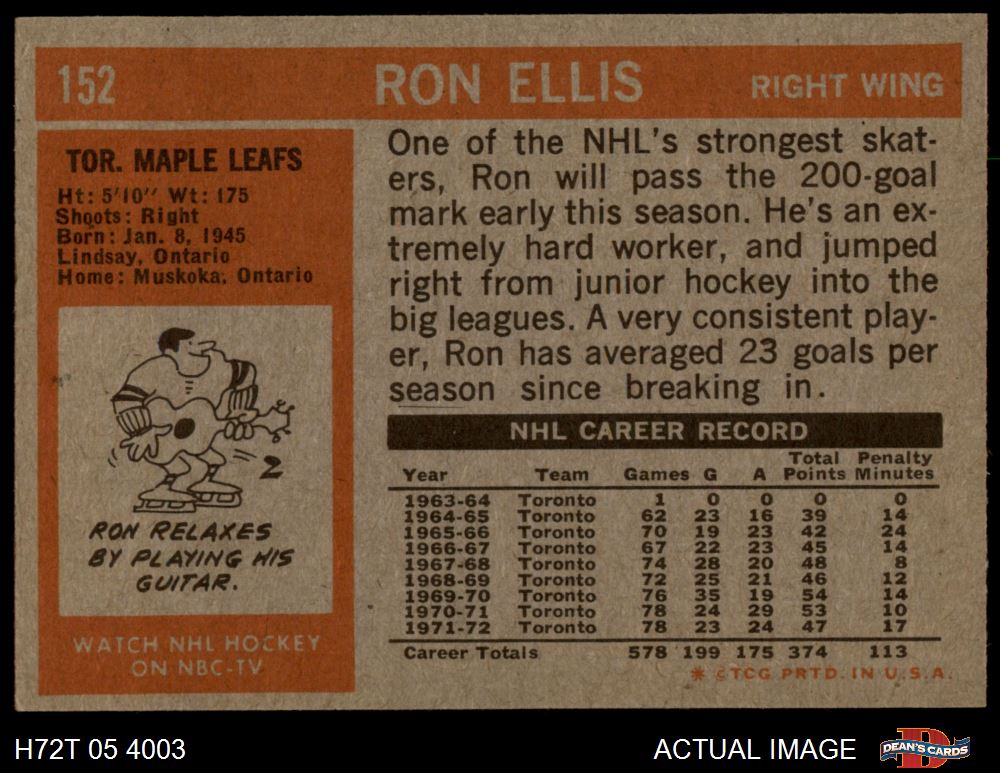 152 RON ELLIS RIGHT WING
TOR. MAPLE LEAFS
Ht: 5'10" Wt: 175
Shoots: Right
Born: Jan. 8, 1945
Lindsay, Ontario
Home: Muskoka, Ontario
2
RON RELAXES
BY PLAYING HIS
GUITAR.
WATCH NHL HOCKEY
ON NBC-TV
One of the NHL's strongest skat-
ers, Ron will pass the 200-goal
mark early this season. He's an ex-
tremely hard worker, and jumped
right from junior hockey into the
big leagues. A very consistent play-
er, Ron has averaged 23 goals per
season since breaking in.
NHL CAREER RECORD
Total Penalty
Year Team Games G A Points Minutes
1963-64 Toronto 1 0 0 0 0
1964-65 Toronto 62 23 16 39 14
1965-66 Toronto 70 19 23 42 24
1966-67 Toronto 67 22 23 45 14
1967-68 Toronto 74 28 20 48 8
1968-69 Toronto 72 25 21 46 12
1969-70 Toronto 76 35 19 54 14
1970-71 Toronto 78 24 29 53 10
1971-72 Toronto 78 23 24 47 17
Career Totals 578 199 175 374 113
* ©TCG PRTD. IN U.S.A.
H72T 05 4003 ACTUAL IMAGE DEAN'S CARDS